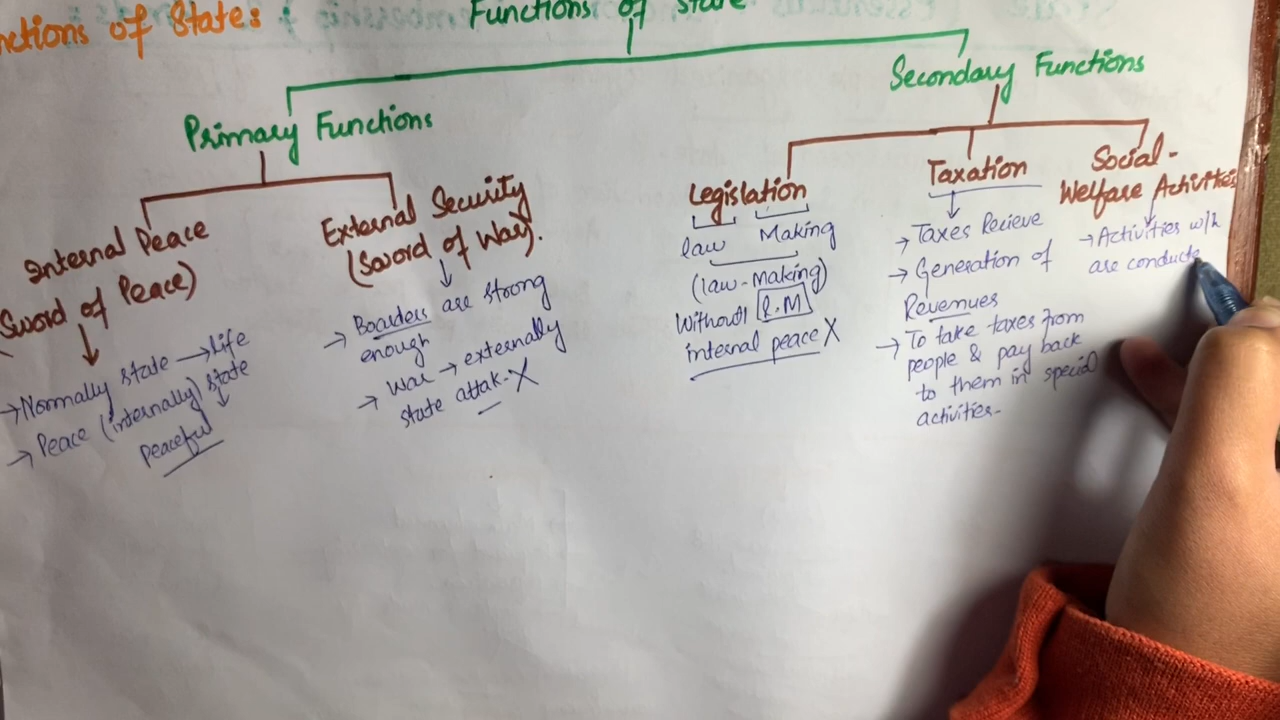 nctions of State:
Functions of State
Primary Functions
Secondary Functions
Internal Peace
(Sword of Peace)
→Normally state →Life
→ Peace (internally) state
↓
Peaceful
External Security
(Sword of War).
→ Boarders are strong
enough
→ War → externally
state attak-X
Legislation
law Making
(law-Making)
Without L.M
internal peace X
Taxation
→ Taxes Recieve
→ Generation of
Revenues
→ To take taxes from
people & pay back
to them in special
activities-
Social-
Welfare Activities
→ Activities w/h
are conducte